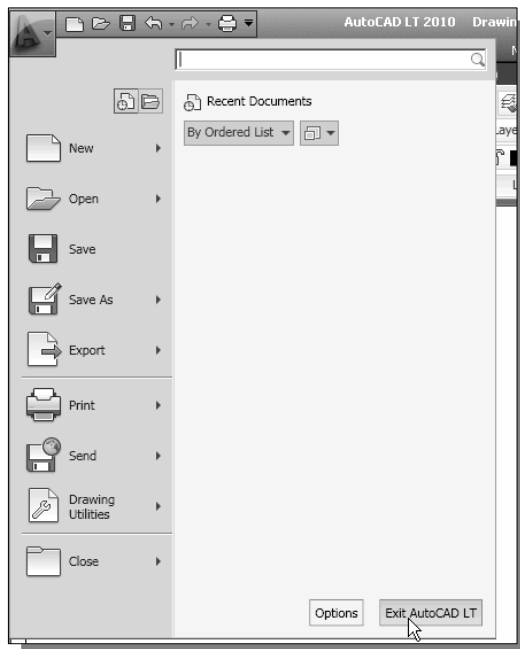 AutoCAD LT 2010 Drawin
Recent Documents
By Ordered List
New
Open
Save
Save As
Export
Print
Send
Drawing
Utilities
Close
Options
Exit AutoCAD LT